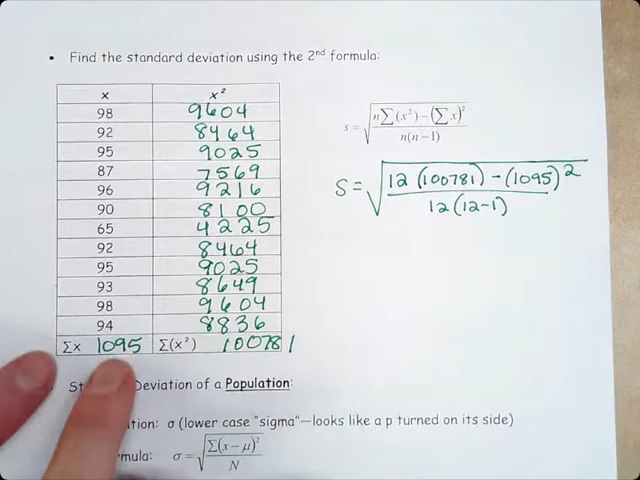 • Find the standard deviation using the 2nd formula:
x x²
98 9604
92 8464
95 9025
87 7569
96 9216
90 8100
65 4225
92 8464
95 9025
93 8649
98 9604
94 8836
Σx 1095 Σ(x²) 100781
s = √(n∑(x²) − (∑x)² / n(n−1))
S = √(12 (100781) − (1095)² / 12 (12-1))
Deviation of a Population:
σ (lower case "sigma"—looks like a p turned on its side)
σ = √(∑(x−μ)² / N)